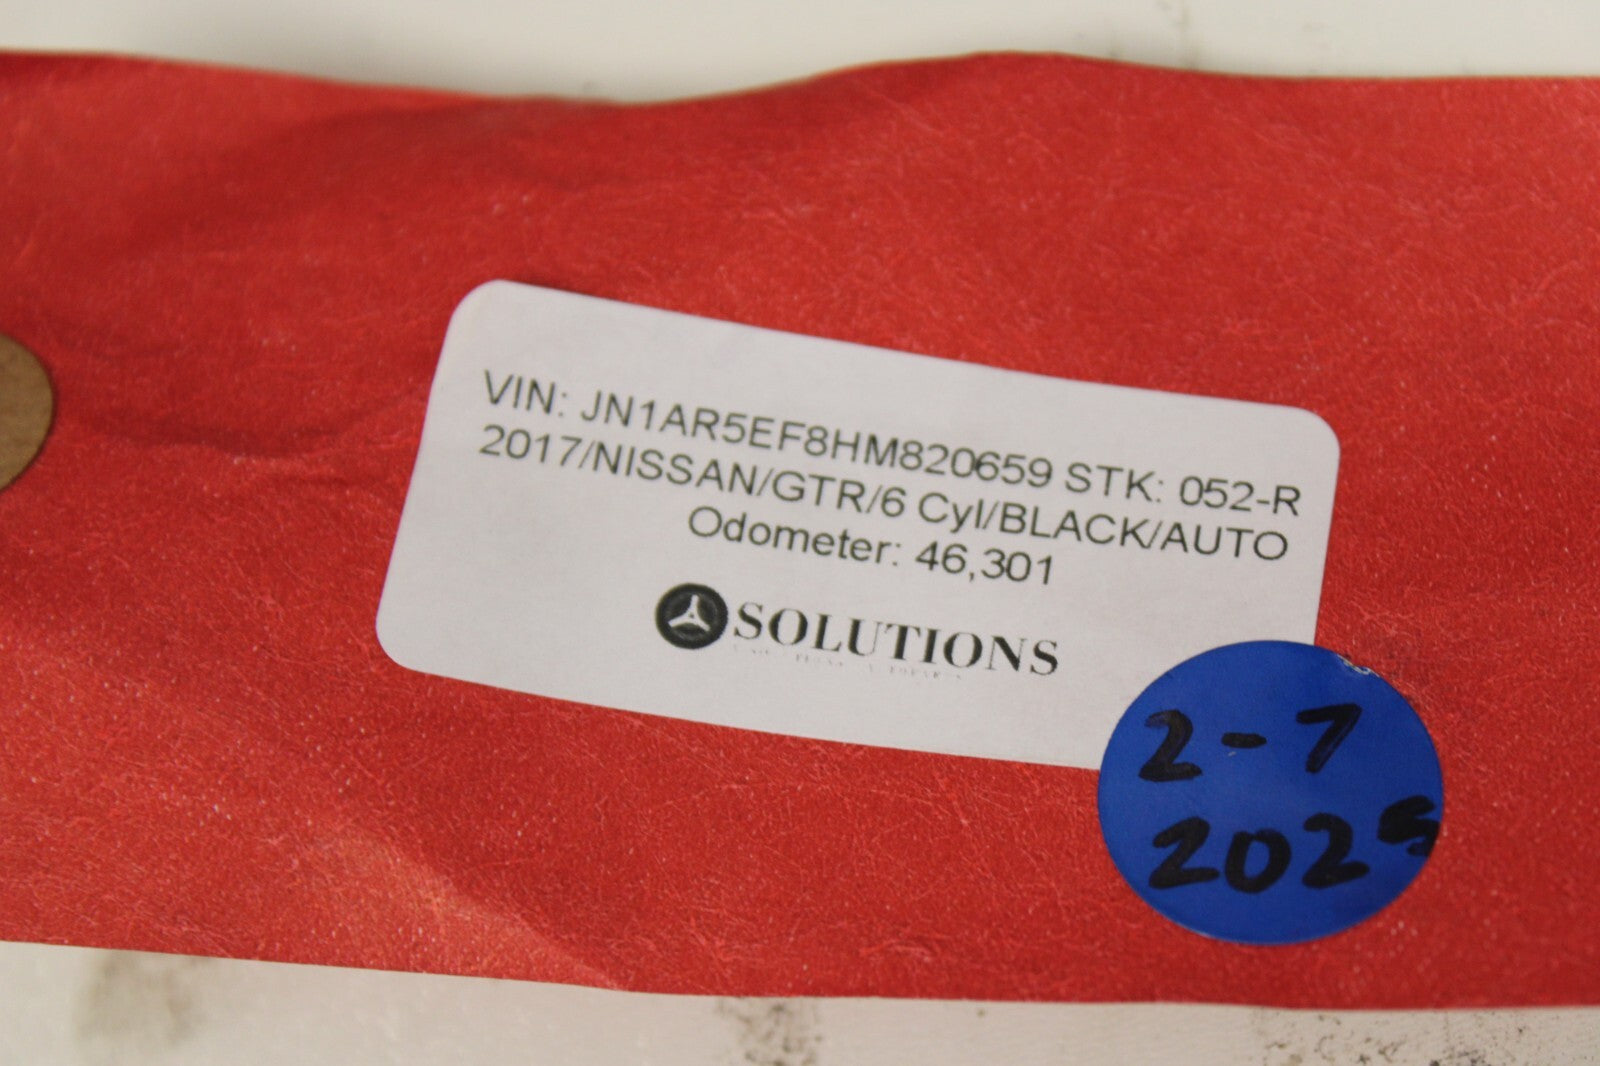 VIN: JN1AR5EF8HM820659 STK: 052-R
2017/NISSAN/GTR/6 Cyl/BLACK/AUTO
Odometer: 46,301
SOLUTIONS
2-7
2025